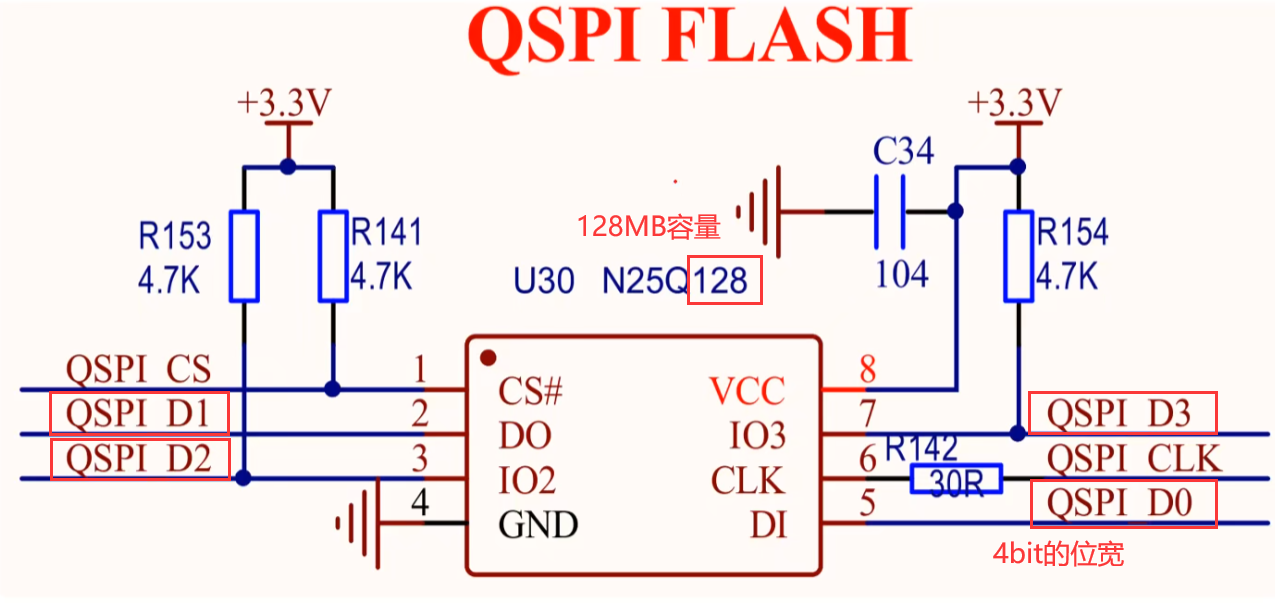 QSPI FLASH
+3.3V
+3.3V
C34
R153
4.7K
R141
4.7K
128MB容量
104
R154
4.7K
U30 N25Q128
QSPI CS
1
CS#
VCC
8
QSPI D1
2
DO
IO3
7
QSPI D3
QSPI D2
3
IO2
CLK
6
R142
30R
QSPI CLK
4
GND
DI
5
QSPI D0
4bit的位宽